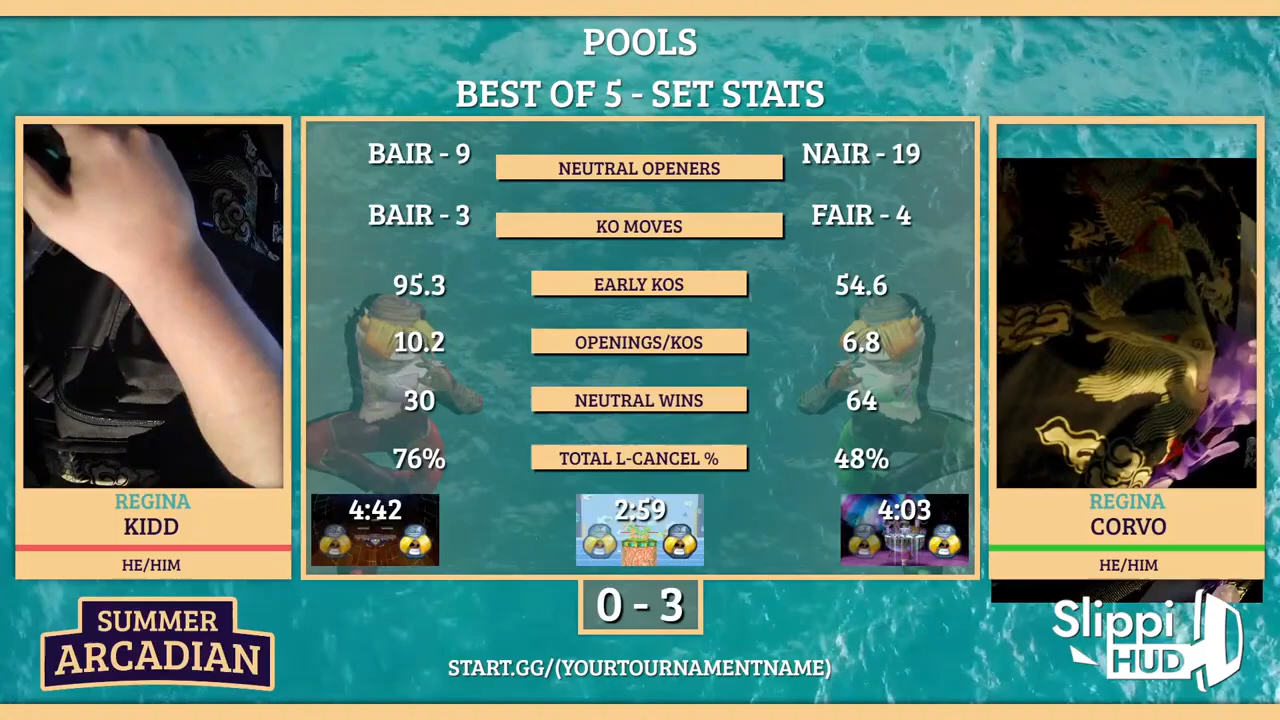 POOLS
BEST OF 5 - SET STATS
BAIR - 9
NEUTRAL OPENERS
NAIR - 19
BAIR - 3
KO MOVES
FAIR - 4
95.3
EARLY KOS
54.6
10.2
OPENINGS/KOS
6.8
30
NEUTRAL WINS
64
76%
TOTAL L-CANCEL %
48%
4:42
2:59
4:03
REGINA
KIDD
HE/HIM
REGINA
CORVO
HE/HIM
0 - 3
SUMMER
ARCADIAN
START.GG/(YOURTOURNAMENTNAME)
Slippi
HUD